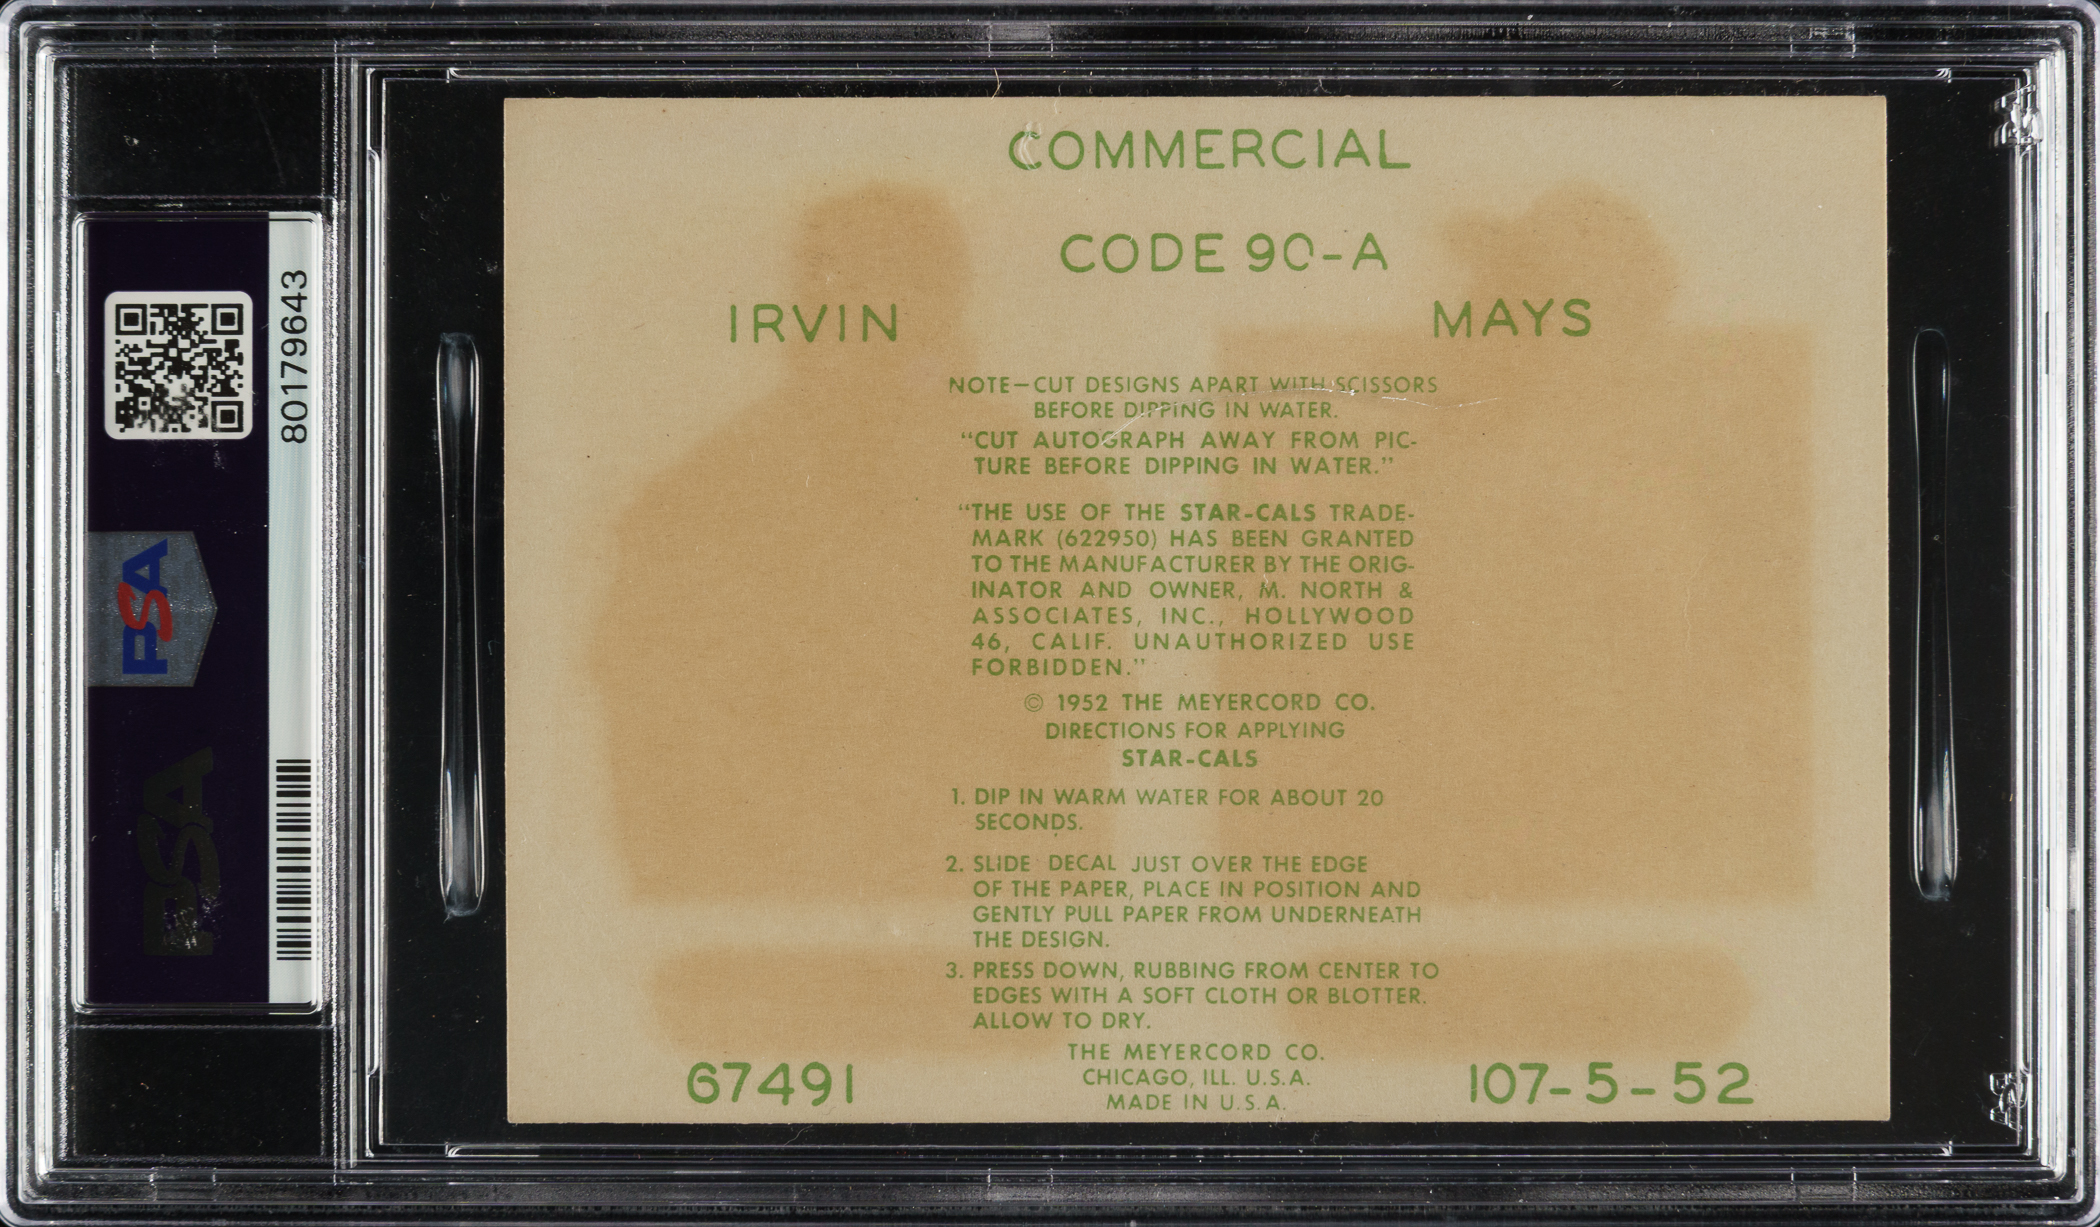 COMMERCIAL
CODE 90-A
IRVIN
MAYS
NOTE—CUT DESIGNS APART WITH SCISSORS
BEFORE DIPPING IN WATER.
“CUT AUTOGRAPH AWAY FROM PIC-
TURE BEFORE DIPPING IN WATER.”
“THE USE OF THE STAR-CALS TRADE-
MARK (622950) HAS BEEN GRANTED
TO THE MANUFACTURER BY THE ORIG-
INATOR AND OWNER, M. NORTH &
ASSOCIATES, INC., HOLLYWOOD
46, CALIF. UNAUTHORIZED USE
FORBIDDEN.”
© 1952 THE MEYERCORD CO.
DIRECTIONS FOR APPLYING
STAR-CALS
1. DIP IN WARM WATER FOR ABOUT 20
SECONDS.
2. SLIDE DECAL JUST OVER THE EDGE
OF THE PAPER, PLACE IN POSITION AND
GENTLY PULL PAPER FROM UNDERNEATH
THE DESIGN.
3. PRESS DOWN, RUBBING FROM CENTER TO
EDGES WITH A SOFT CLOTH OR BLOTTER.
ALLOW TO DRY.
THE MEYERCORD CO.
CHICAGO, ILL. U.S.A.
MADE IN U.S.A.
67491
107-5-52
80179643
PSA
PSA